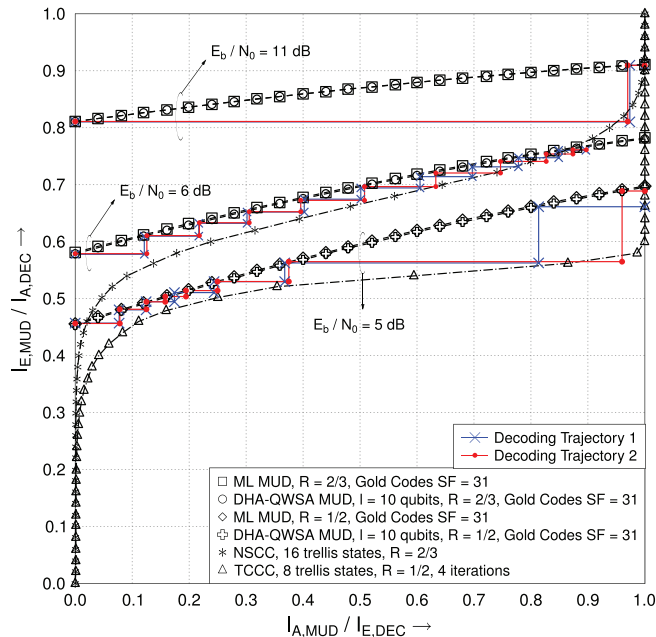 1.0
0.9
0.8
0.7
0.6
0.5
0.4
0.3
0.2
0.1
0.0
I_E,MUD / I_A,DEC →
E_b / N_0 = 11 dB
E_b / N_0 = 6 dB
E_b / N_0 = 5 dB
Decoding Trajectory 1
Decoding Trajectory 2
ML MUD, R = 2/3, Gold Codes SF = 31
DHA-QWSA MUD, l = 10 qubits, R = 2/3, Gold Codes SF = 31
ML MUD, R = 1/2, Gold Codes SF = 31
DHA-QWSA MUD, l = 10 qubits, R = 1/2, Gold Codes SF = 31
NSCC, 16 trellis states, R = 2/3
TCCC, 8 trellis states, R = 1/2, 4 iterations
0.0 0.1 0.2 0.3 0.4 0.5 0.6 0.7 0.8 0.9 1.0
I_A,MUD / I_E,DEC →